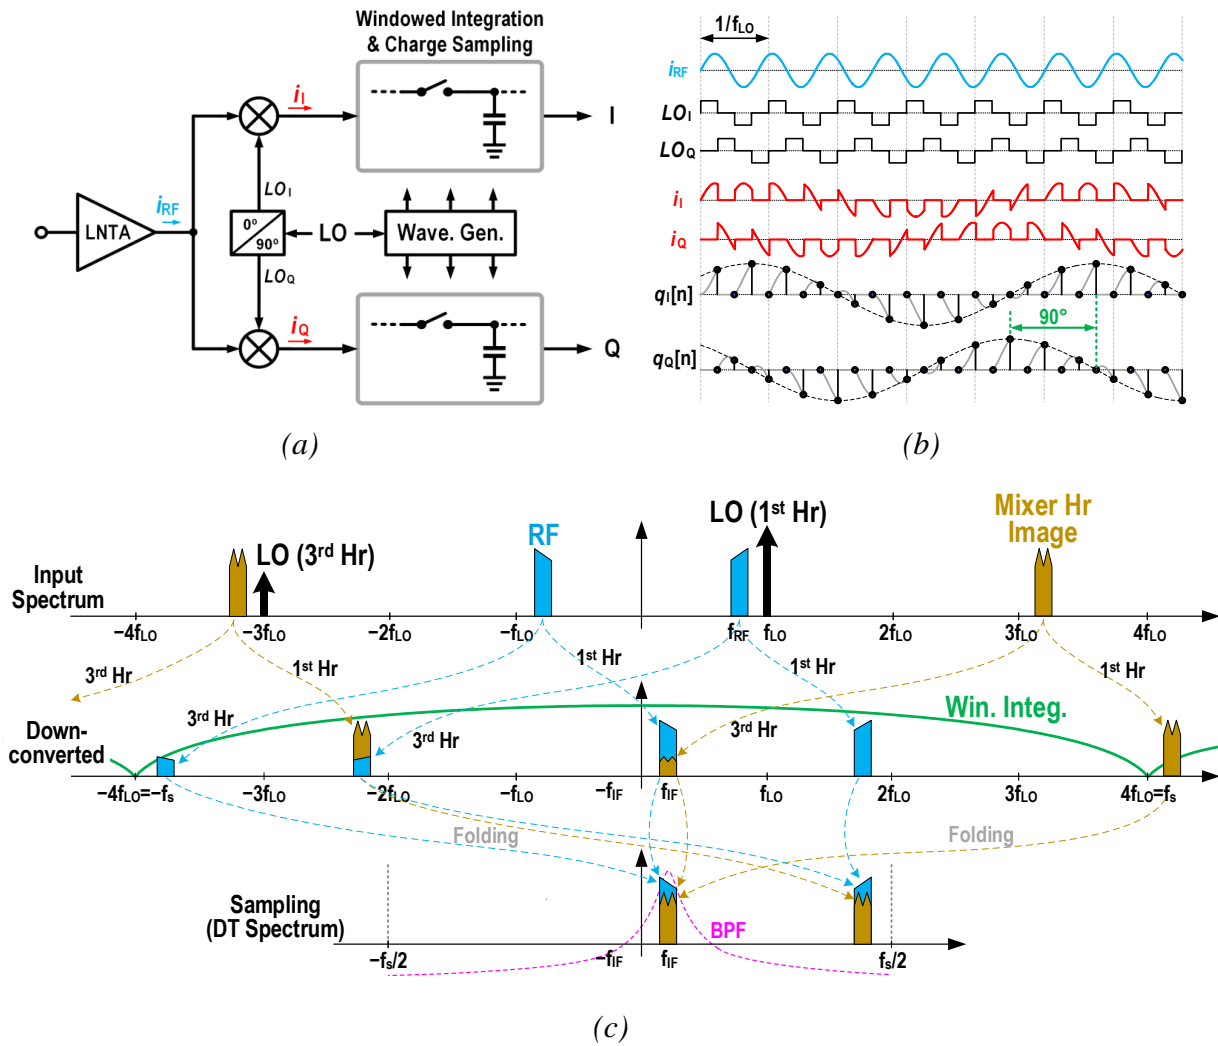 Windowed Integration
& Charge Sampling
i_I
I
LO_I
i_RF
LNTA
0°
90°
LO
Wave. Gen.
LO_Q
i_Q
Q
(a)
1/f_LO
i_RF
LO_I
LO_Q
i_I
i_Q
q_I[n]
90°
q_Q[n]
(b)
LO (1st Hr)
Mixer Hr
Image
RF
LO (3rd Hr)
Input
Spectrum
−4f_LO −3f_LO −2f_LO −f_LO f_RF f_LO 2f_LO 3f_LO 4f_LO
3rd Hr 1st Hr 1st Hr 1st Hr 1st Hr
3rd Hr 3rd Hr 3rd Hr
Win. Integ.
Down-
converted
−4f_LO=−f_s −3f_LO −2f_LO −f_LO −f_IF f_IF f_LO 2f_LO 3f_LO 4f_LO=f_s
Folding Folding
Sampling
(DT Spectrum)
BPF
−f_s/2 −f_IF f_IF f_s/2
(c)